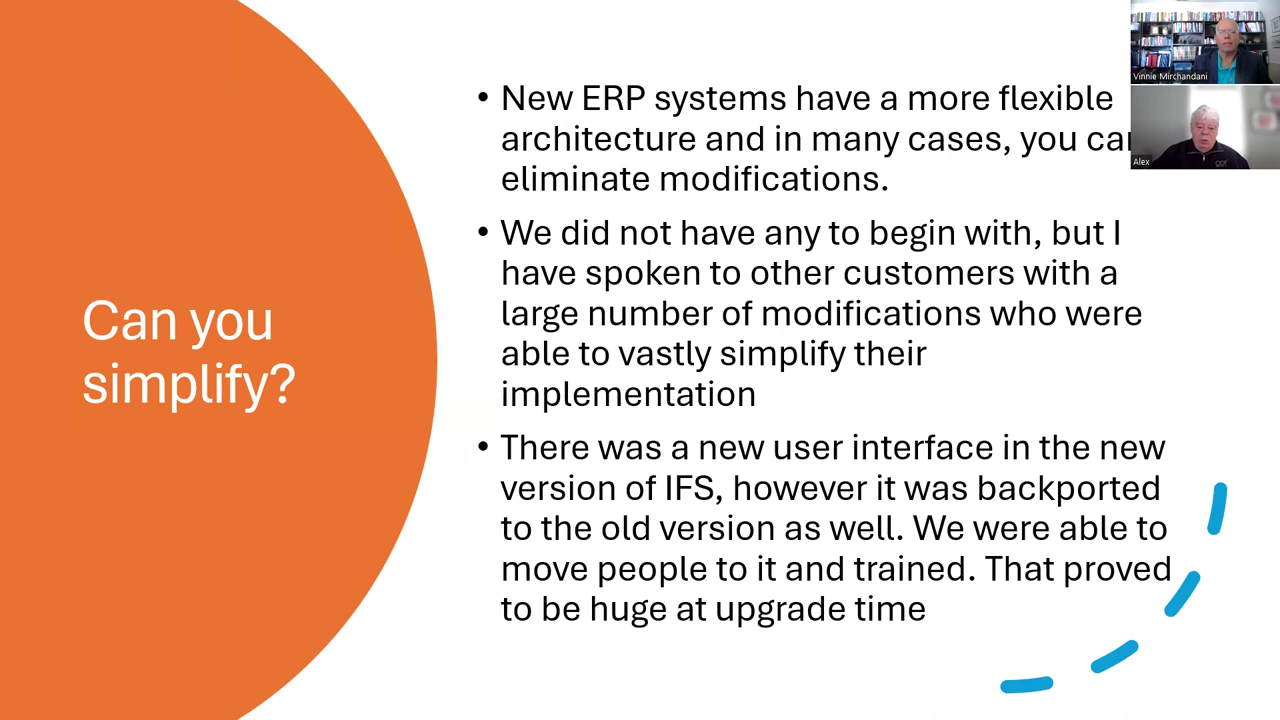 Can you
simplify?
• New ERP systems have a more flexible
architecture and in many cases, you can
eliminate modifications.
• We did not have any to begin with, but I
have spoken to other customers with a
large number of modifications who were
able to vastly simplify their
implementation
• There was a new user interface in the new
version of IFS, however it was backported
to the old version as well. We were able to
move people to it and trained. That proved
to be huge at upgrade time
Vinnie Mirchandani
Alex